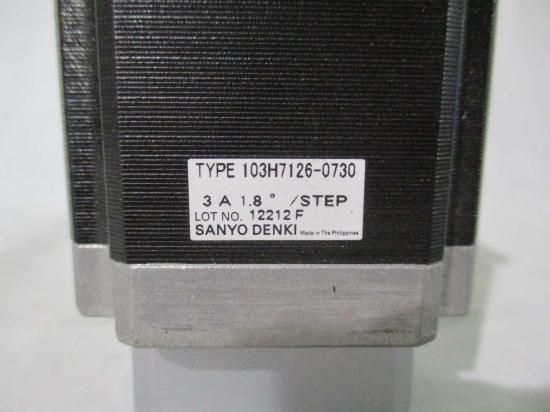 TYPE 103H7126-0730
3 A 1.8 ° /STEP
LOT NO. 12212 F
SANYO DENKI Made in The Philippines